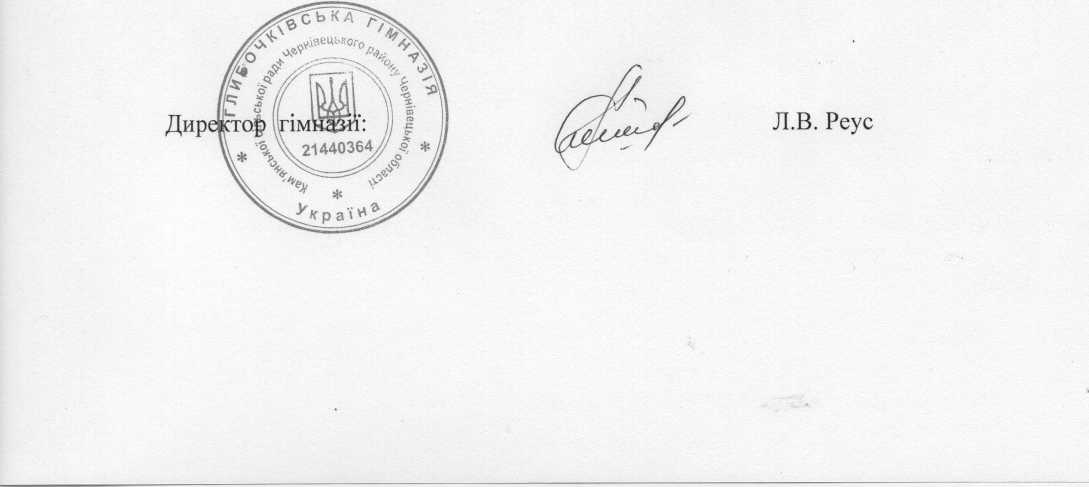 ГЛИБОЧКІВСЬКА ГІМНАЗІЯ
Кам'янської сільської ради Чернівецького району Чернівецької області
Директор гімназії:
Л.В. Реус
21440364
Україна